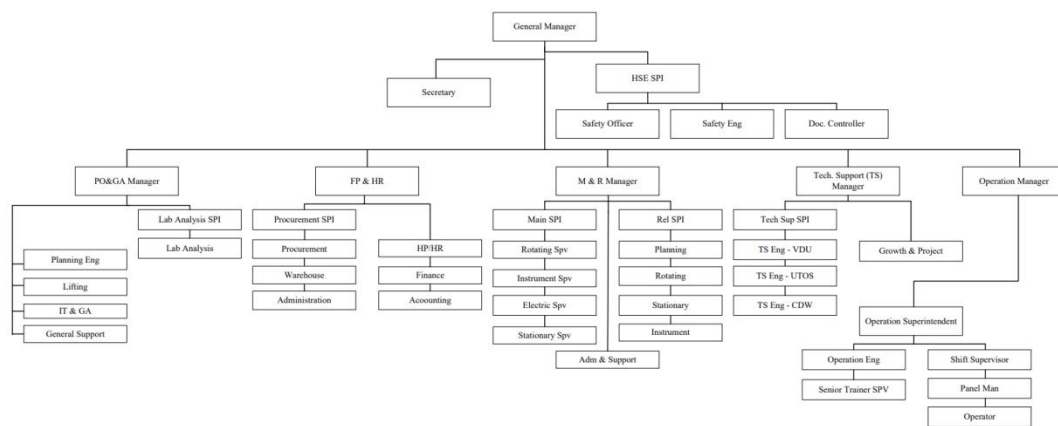 General Manager
Secretary
HSE SPI
Safety Officer
Safety Eng
Doc. Controller
PO&GA Manager
FP & HR
M & R Manager
Tech. Support (TS)
Manager
Operation Manager
Lab Analysis SPI
Lab Analysis
Planning Eng
Lifting
IT & GA
General Support
Procurement SPI
Procurement
Warehouse
Administration
HP/HR
Finance
Acoounting
Main SPI
Rotating Spv
Instrument Spv
Electric Spv
Stationary Spv
Rel SPI
Planning
Rotating
Stationary
Instrument
Adm & Support
Tech Sup SPI
TS Eng - VDU
TS Eng - UTOS
TS Eng - CDW
Growth & Project
Operation Superintendent
Operation Eng
Senior Trainer SPV
Shift Supervisor
Panel Man
Operator